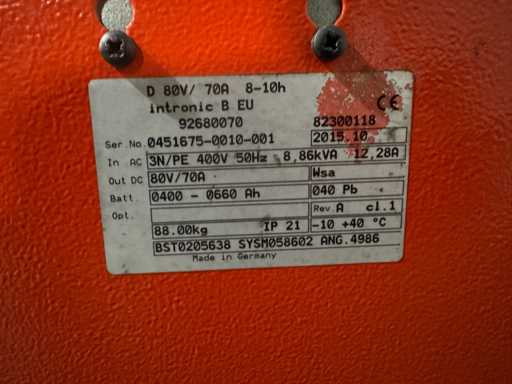 D 80V/ 70A 8-10h
intronic B EU
92680070 82300118 CE
Ser.No. 0451675-0010-001 2015.10
In AC 3N/PE 400V 50Hz 8,86kVA 12,28A
Out DC 80V/70A Wsa
Batt. 0400 - 0660 Ah 040 Pb
Opt. Rev.A cl.1
88.00kg IP 21 -10 +40 °C
BST0205638 SYSM058602 ANG.4986
Made in Germany